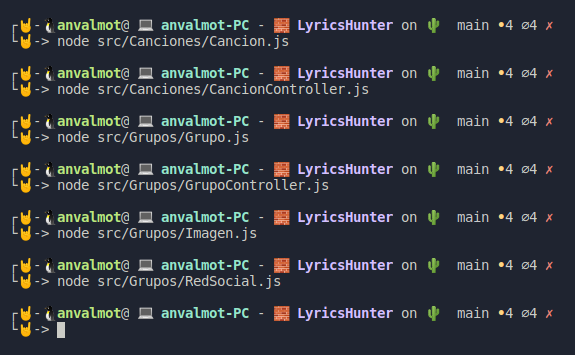 ┌🤘-🐧anvalmot@ 💻 anvalmot-PC - 🧱 LyricsHunter on 🌵  main •4 ⌀4 ✗
└🤘-> node src/Canciones/Cancion.js
┌🤘-🐧anvalmot@ 💻 anvalmot-PC - 🧱 LyricsHunter on 🌵  main •4 ⌀4 ✗
└🤘-> node src/Canciones/CancionController.js
┌🤘-🐧anvalmot@ 💻 anvalmot-PC - 🧱 LyricsHunter on 🌵  main •4 ⌀4 ✗
└🤘-> node src/Grupos/Grupo.js
┌🤘-🐧anvalmot@ 💻 anvalmot-PC - 🧱 LyricsHunter on 🌵  main •4 ⌀4 ✗
└🤘-> node src/Grupos/GrupoController.js
┌🤘-🐧anvalmot@ 💻 anvalmot-PC - 🧱 LyricsHunter on 🌵  main •4 ⌀4 ✗
└🤘-> node src/Grupos/Imagen.js
┌🤘-🐧anvalmot@ 💻 anvalmot-PC - 🧱 LyricsHunter on 🌵  main •4 ⌀4 ✗
└🤘-> node src/Grupos/RedSocial.js
┌🤘-🐧anvalmot@ 💻 anvalmot-PC - 🧱 LyricsHunter on 🌵  main •4 ⌀4 ✗
└🤘->